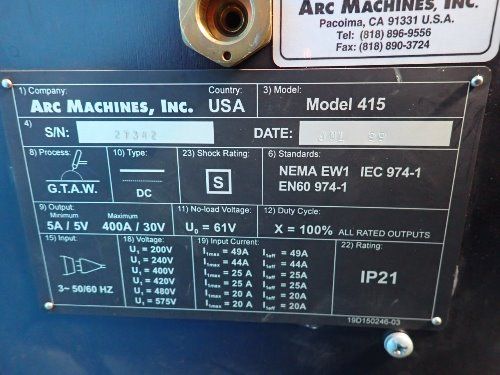 ARC MACHINES, INC.
Pacoima, CA 91331 U.S.A.
Tel: (818) 896-9556
Fax: (818) 890-3724
1) Company: Country: 3) Model:
ARC MACHINES, INC. USA Model 415
4)
S/N: 27342 DATE:
8) Process: 10) Type: 23) Shock Rating: 6) Standards:
G.T.A.W. DC S NEMA EW1 IEC 974-1
EN60 974-1
9) Output: 11) No-load Voltage: 12) Duty Cycle:
Minimum Maximum
5A / 5V 400A / 30V U0 = 61V X = 100% ALL RATED OUTPUTS
15) Input: 18) Voltage: 19) Input Current: 22) Rating:
U1 = 200V I1max = 49A I1eff = 49A
U1 = 240V I1max = 44A I1eff = 44A
U1 = 400V I1max = 25A I1eff = 25A
U1 = 420V I1max = 25A I1eff = 25A
U1 = 480V I1max = 20 A I1eff = 20A
3~ 50/60 HZ U1 = 575V I1max = 20 A I1eff = 20A
IP21
19D150246-03